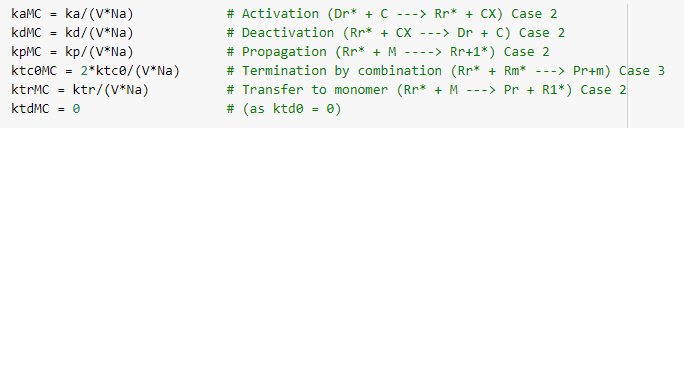 kaMC = ka/(V*Na) # Activation (Dr* + C ---> Rr* + CX) Case 2
kdMC = kd/(V*Na) # Deactivation (Rr* + CX ---> Dr + C) Case 2
kpMC = kp/(V*Na) # Propagation (Rr* + M ----> Rr+1*) Case 2
ktc0MC = 2*ktc0/(V*Na) # Termination by combination (Rr* + Rm* ---> Pr+m) Case 3
ktrMC = ktr/(V*Na) # Transfer to monomer (Rr* + M ---> Pr + R1*) Case 2
ktdMC = 0 # (as ktd0 = 0)